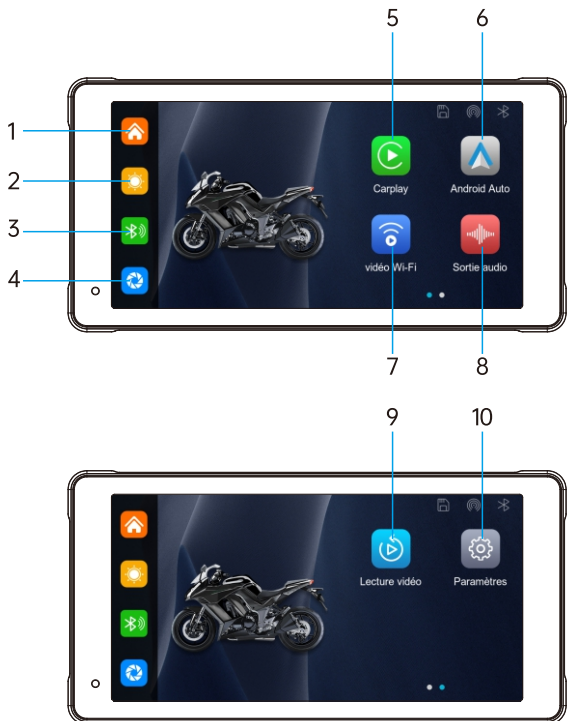 5 6
1
2
3
4
Carplay Android Auto
vidéo Wi-Fi Sortie audio
7 8
9 10
Lecture vidéo Paramètres